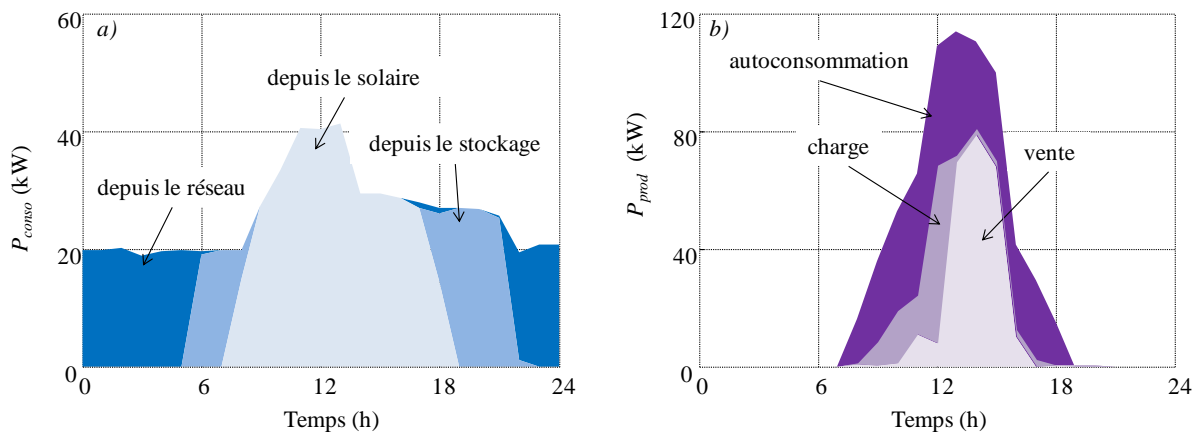 a)
60
40
20
0
P_conso (kW)
depuis le solaire
depuis le stockage
depuis le réseau
0 6 12 18 24
Temps (h)
b)
120
80
40
0
P_prod (kW)
autoconsommation
charge
vente
0 6 12 18 24
Temps (h)